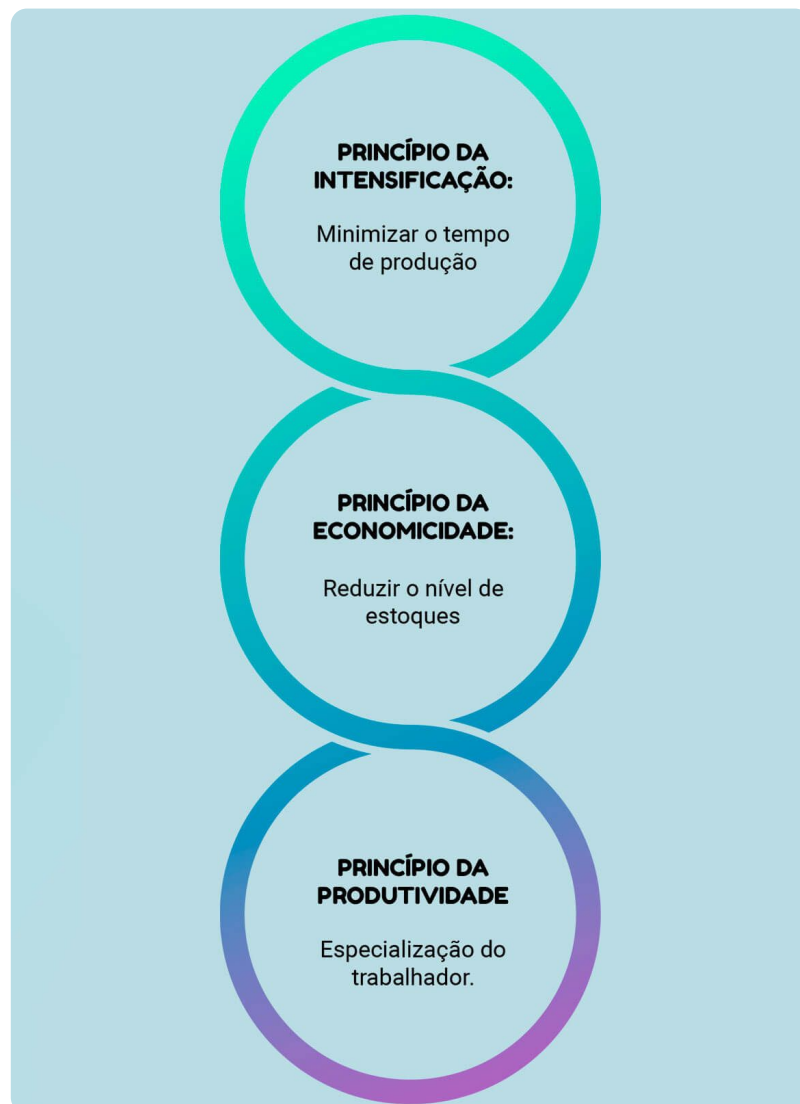 PRINCÍPIO DA
INTENSIFICAÇÃO:
Minimizar o tempo
de produção
PRINCÍPIO DA
ECONOMICIDADE:
Reduzir o nível de
estoques
PRINCÍPIO DA
PRODUTIVIDADE
Especialização do
trabalhador.